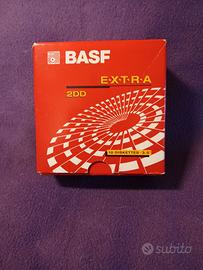 BASF
E·X·T·R·A
2DD
10 DISKETTES 3.5
subito